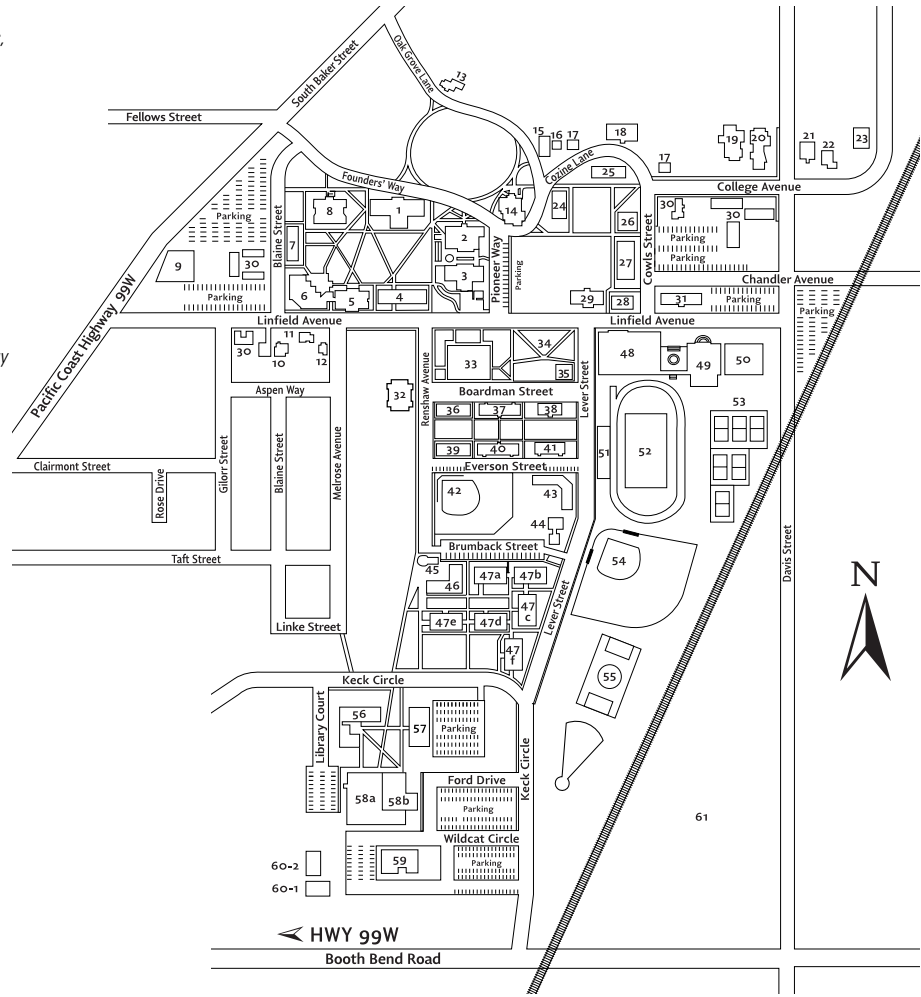 ,
South Baker Street
Oak Grove Lane
13
Fellows Street
15
16
17
18
19
20
21
22
23
Cozine Lane
17
25
Founders' Way
College Avenue
Parking
Blaine Street
8
1
14
24
26
Cowls Street
30
30
7
2
Pioneer Way
Parking
27
Parking
Parking
9
30
3
Chandler Avenue
Parking
6
5
4
29
28
31
Parking
Parking
Linfield Avenue
Linfield Avenue
Pacific Coast Highway 99W
y
30
11
10
12
Renshaw Avenue
33
34
35
Lever Street
48
49
50
Aspen Way
32
Boardman Street
53
36
37
38
39
40
41
51
52
Clairmont Street
Rose Drive
Gilorr Street
Blaine Street
Melrose Avenue
Everson Street
42
43
44
Davis Street
N
Taft Street
Brumback Street
54
45
46
47a
47b
47
c
Lever Street
Linke Street
47e
47d
47
f
55
Keck Circle
Library Court
56
57
Parking
Keck Circle
58a
58b
Ford Drive
Parking
61
Wildcat Circle
60-2
59
Parking
60-1
HWY 99W
Booth Bend Road